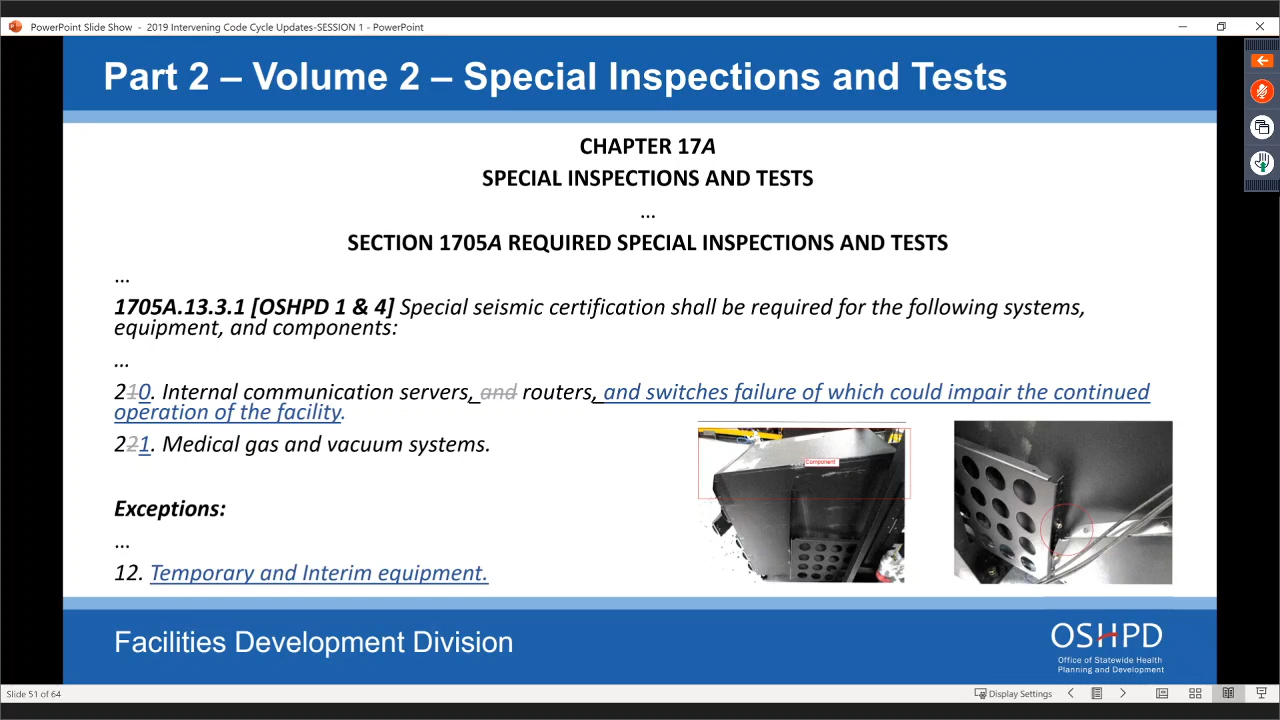 PowerPoint Slide Show - 2019 Intervening Code Cycle Updates-SESSION 1 - PowerPoint
Part 2 – Volume 2 – Special Inspections and Tests
CHAPTER 17A
SPECIAL INSPECTIONS AND TESTS
...
SECTION 1705A REQUIRED SPECIAL INSPECTIONS AND TESTS
...
1705A.13.3.1 [OSHPD 1 & 4] Special seismic certification shall be required for the following systems,
equipment, and components:
...
210. Internal communication servers, and routers, and switches failure of which could impair the continued
operation of the facility.
221. Medical gas and vacuum systems.
Component
Exceptions:
...
12. Temporary and Interim equipment.
Facilities Development Division
OSHPD
Office of Statewide Health
Planning and Development
Slide 51 of 64
Display Settings